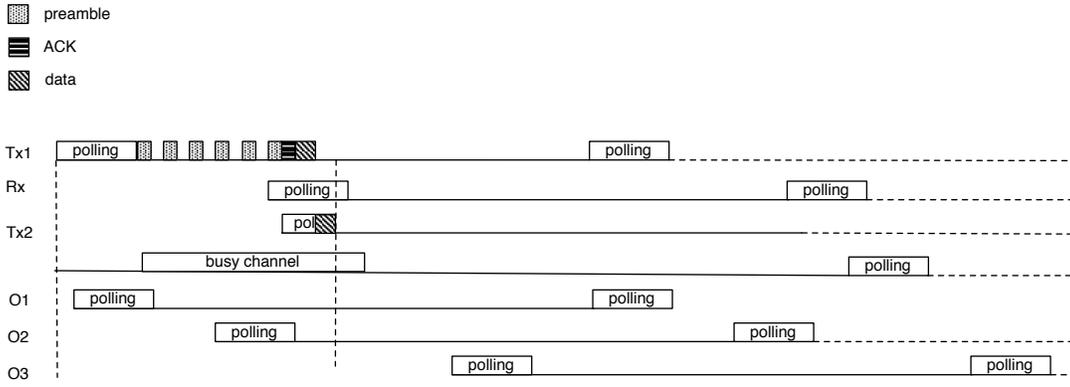 preamble
ACK
data
Tx1 polling polling
Rx polling polling
Tx2 pol
busy channel polling
O1 polling polling
O2 polling polling
O3 polling polling